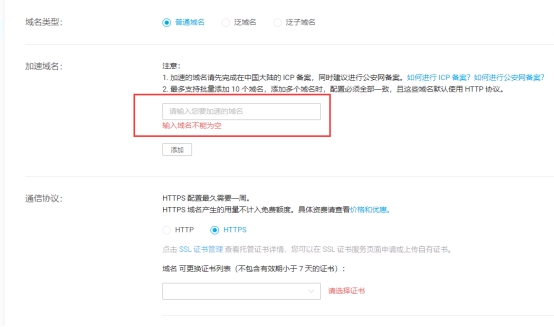 域名类型： 普通域名 泛域名 泛子域名
加速域名： 注意：
1. 加速的域名请先完成在中国大陆的 ICP 备案，同时建议进行公安网备案。如何进行 ICP 备案？如何进行公安网备案？
2. 最多支持批量添加 10 个域名，添加多个域名时，配置必须全部一致，且这些域名默认使用 HTTP 协议。
请输入您要加速的域名
输入域名不能为空
添加
通信协议： HTTPS 配置最久需要一周。
HTTPS 域名产生的用量不计入免费额度。具体资费请查看价格和优惠。
HTTP HTTPS
点击 SSL 证书管理 查看托管证书详情，您可以在 SSL 证书服务页面申请或上传自有证书。
域名 可更换证书列表（不包含有效期小于 7 天的证书）：
请选择证书